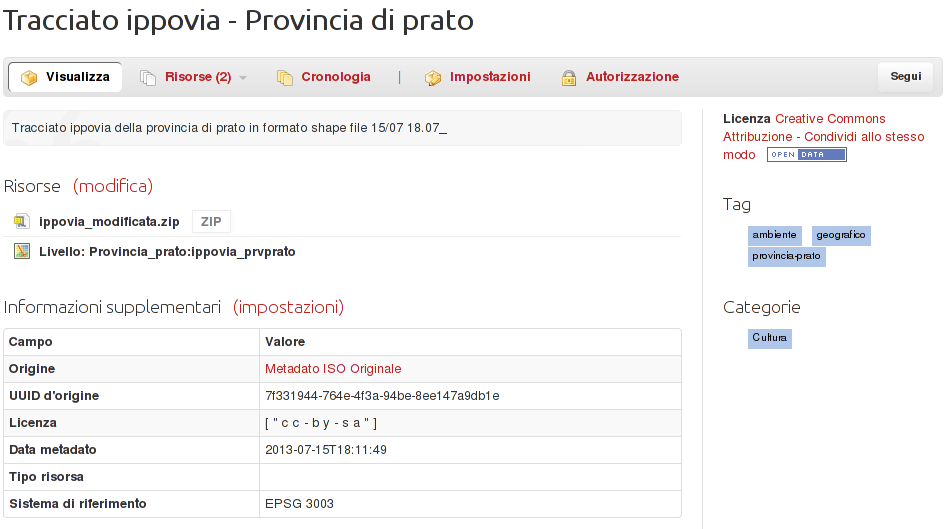 Tracciato ippovia - Provincia di prato
Visualizza Risorse (2) Cronologia | Impostazioni Autorizzazione Segui
Tracciato ippovia della provincia di prato in formato shape file 15/07 18.07_
Risorse (modifica)
ippovia_modificata.zip ZIP
Livello: Provincia_prato:ippovia_prvprato
Informazioni supplementari (impostazioni)
Campo Valore
Origine Metadato ISO Originale
UUID d'origine 7f331944-764e-4f3a-94be-8ee147a9db1e
Licenza [ " c c - b y - s a " ]
Data metadato 2013-07-15T18:11:49
Tipo risorsa
Sistema di riferimento EPSG 3003
Licenza Creative Commons
Attribuzione - Condividi allo stesso
modo OPEN DATA
Tag
ambiente geografico
provincia-prato
Categorie
Cultura